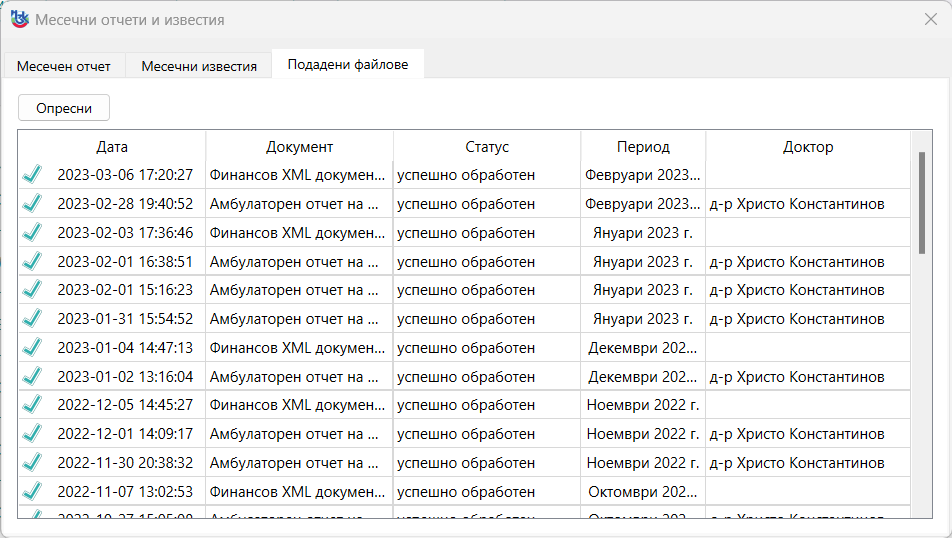 Месечни отчети и известия
Месечен отчет Месечни известия Подадени файлове
Опресни
Дата Документ Статус Период Доктор
2023-03-06 17:20:27 Финансов XML докумен... успешно обработен Февруари 2023...
2023-02-28 19:40:52 Амбулаторен отчет на ... успешно обработен Февруари 2023... д-р Христо Константинов
2023-02-03 17:36:46 Финансов XML докумен... успешно обработен Януари 2023 г.
2023-02-01 16:38:51 Амбулаторен отчет на ... успешно обработен Януари 2023 г. д-р Христо Константинов
2023-02-01 15:16:23 Амбулаторен отчет на ... успешно обработен Януари 2023 г. д-р Христо Константинов
2023-01-31 15:54:52 Амбулаторен отчет на ... успешно обработен Януари 2023 г. д-р Христо Константинов
2023-01-04 14:47:13 Финансов XML докумен... успешно обработен Декември 202...
2023-01-02 13:16:04 Амбулаторен отчет на ... успешно обработен Декември 202... д-р Христо Константинов
2022-12-05 14:45:27 Финансов XML докумен... успешно обработен Ноември 2022 г.
2022-12-01 14:09:17 Амбулаторен отчет на ... успешно обработен Ноември 2022 г. д-р Христо Константинов
2022-11-30 20:38:32 Амбулаторен отчет на ... успешно обработен Ноември 2022 г. д-р Христо Константинов
2022-11-07 13:02:53 Финансов XML докумен... успешно обработен Октомври 202...